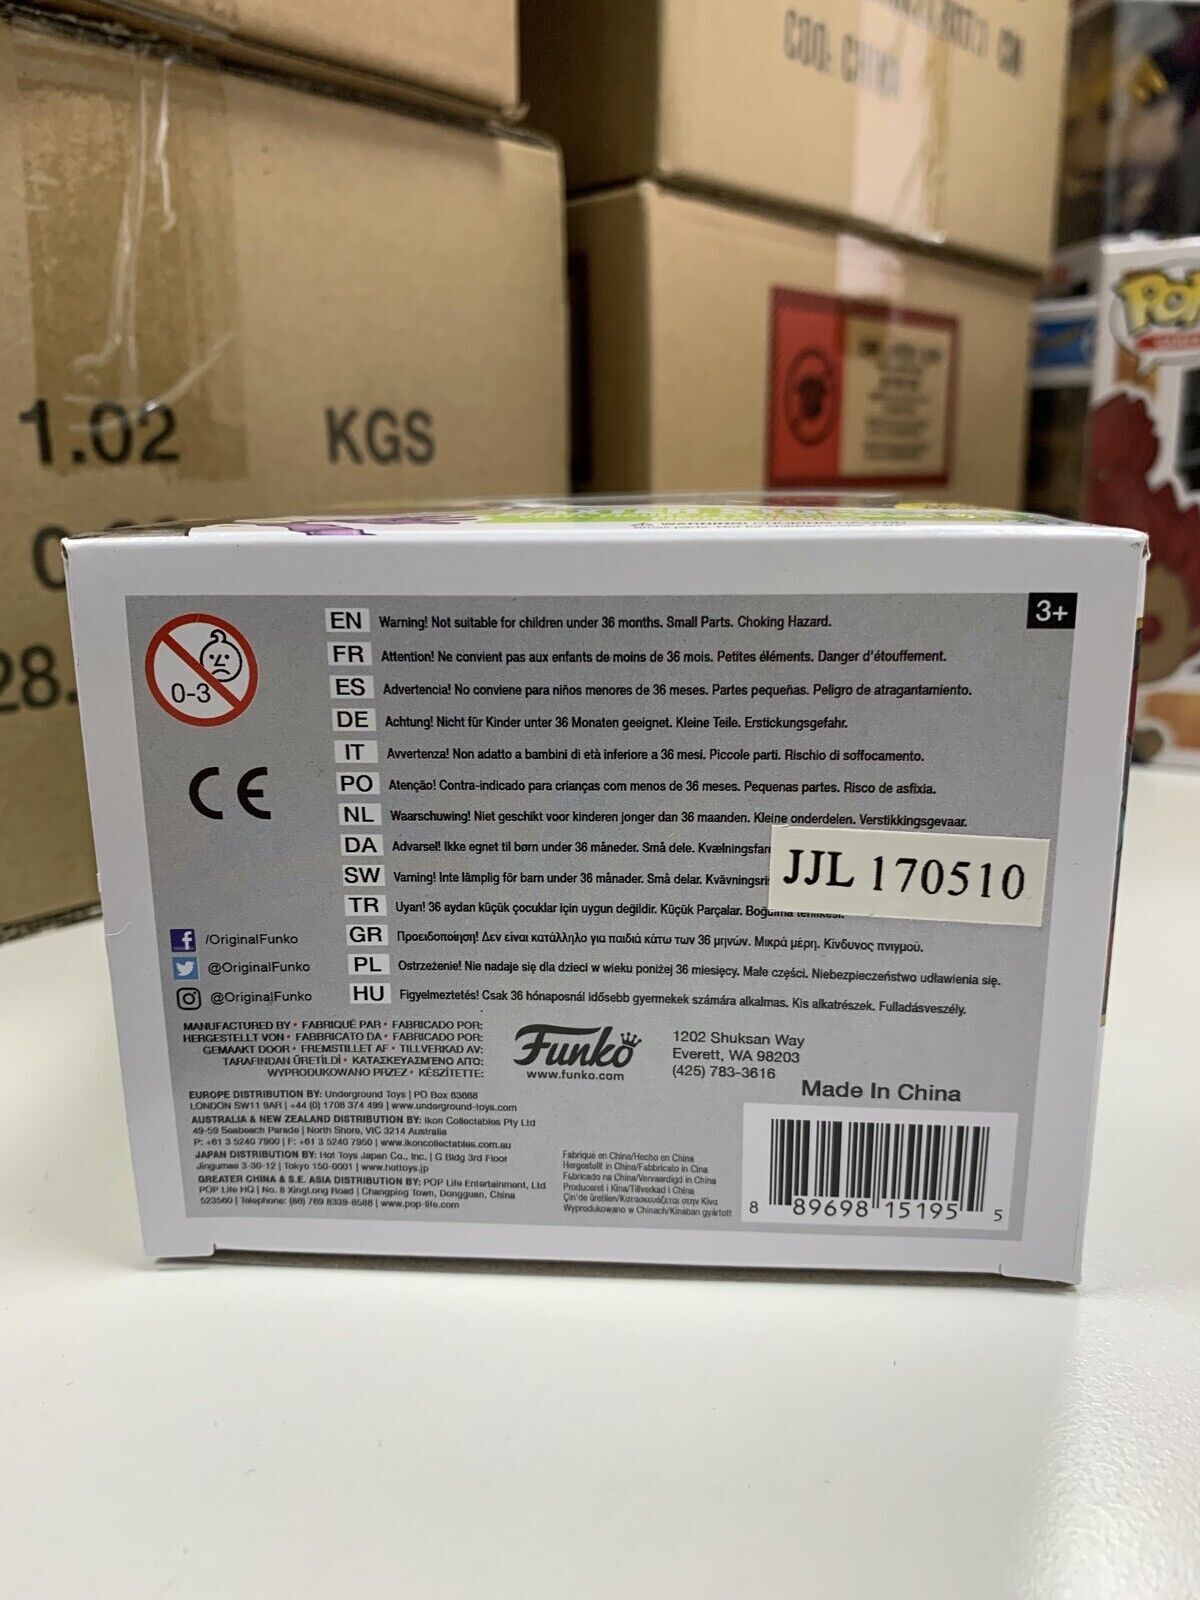 COO: CHINA
1.02 KGS
28.
POP
WARNING! CHOKING HAZARD
3+
0-3
EN Warning! Not suitable for children under 36 months. Small Parts. Choking Hazard.
FR Attention! Ne convient pas aux enfants de moins de 36 mois. Petites éléments. Danger d'étouffement.
ES Advertencia! No conviene para niños menores de 36 meses. Partes pequeñas. Peligro de atragantamiento.
DE Achtung! Nicht für Kinder unter 36 Monaten geeignet. Kleine Teile. Erstickungsgefahr.
IT Avvertenza! Non adatto a bambini di età inferiore a 36 mesi. Piccole parti. Rischio di soffocamento.
PO Atenção! Contra-indicado para crianças com menos de 36 meses. Pequenas partes. Risco de asfixia.
NL Waarschuwing! Niet geschikt voor kinderen jonger dan 36 maanden. Kleine onderdelen. Verstikkingsgevaar.
DA Advarsel! Ikke egnet til børn under 36 måneder. Små dele. Kvælningsfar
SW Varning! Inte lämplig för barn under 36 månader. Små delar. Kvävningsri
TR Uyarı! 36 aydan küçük çocuklar için uygun değildir. Küçük Parçalar. Boğulma tehlikesi.
GR Προειδοποίηση! Δεν είναι κατάλληλο για παιδιά κάτω των 36 μηνών. Μικρά μέρη. Κίνδυνος πνιγμού.
PL Ostrzeżenie! Nie nadaje się dla dzieci w wieku poniżej 36 miesięcy. Małe części. Niebezpieczeństwo udławienia się.
HU Figyelmeztetés! Csak 36 hónaposnál idősebb gyermekek számára alkalmas. Kis alkatrészek. Fulladásveszély.
JJL 170510
CE
/OriginalFunko
@OriginalFunko
@OriginalFunko
MANUFACTURED BY • FABRIQUÉ PAR • FABRICADO POR:
HERGESTELLT VON • FABBRICATO DA • FABRICADO POR:
GEMAAKT DOOR • FREMSTILLET AF • TILLVERKAD AV:
TARAFINDAN ÜRETİLDİ • ΚΑΤΑΣΚΕΥΑΣΜΕΝΟ ΑΠΟ:
WYPRODUKOWANO PRZEZ • KÉSZÍTETTE:
Funko
www.funko.com
1202 Shuksan Way
Everett, WA 98203
(425) 783-3616
Made In China
EUROPE DISTRIBUTION BY: Underground Toys | PO Box 63668
LONDON SW11 9AR | +44 (0) 1708 374 499 | www.underground-toys.com
AUSTRALIA & NEW ZEALAND DISTRIBUTION BY: Ikon Collectables Pty Ltd
49-59 Seabeach Parade | North Shore, VIC 3214 Australia
P: +61 3 5240 7900 | F: +61 3 5240 7950 | www.ikoncollectables.com.au
JAPAN DISTRIBUTION BY: Hot Toys Japan Co., Inc. | G Bldg 3rd Floor
Jingumae 3-30-12 | Tokyo 150-0001 | www.hottoys.jp
GREATER CHINA & S.E. ASIA DISTRIBUTION BY: POP Life Entertainment, Ltd
POP Life HQ | No. 8 XingLong Road | Changping Town, Dongguan, China
523560 | Telephone: (86) 769 8339-8588 | www.pop-life.com
Fabriqué en Chine/Hecho en China
Hergestellt in China/Fabbricato in Cina
Fabricado na China/Vervaardigd in China
Produceret i Kina/Tillverkad i China
Çin'de üretilen/Κατασκευάζεται στην Κίνα
Wyprodukowano w Chinach/Kínában gyártott
8 89698 15195 5